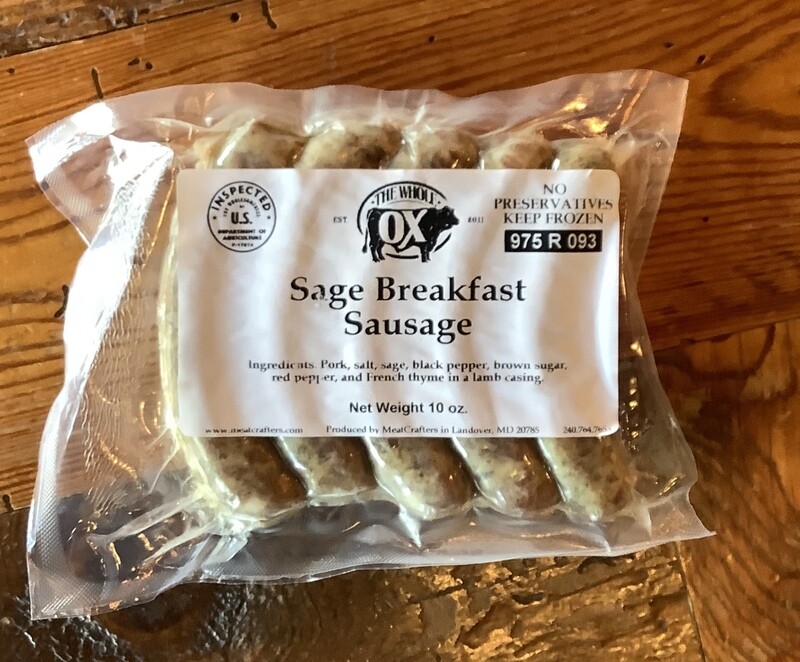 INSPECTED
U.S.
DEPARTMENT OF
AGRICULTURE
EST.
THE WHOLE
OX
2011
NO
PRESERVATIVES
KEEP FROZEN
975 R 093
Sage Breakfast
Sausage
Ingredients: Pork, salt, sage, black pepper, brown sugar,
red pepper, and French thyme in a lamb casing.
Net Weight 10 oz.
www.meatcrafters.com Produced by MeatCrafters in Landover, MD 20785